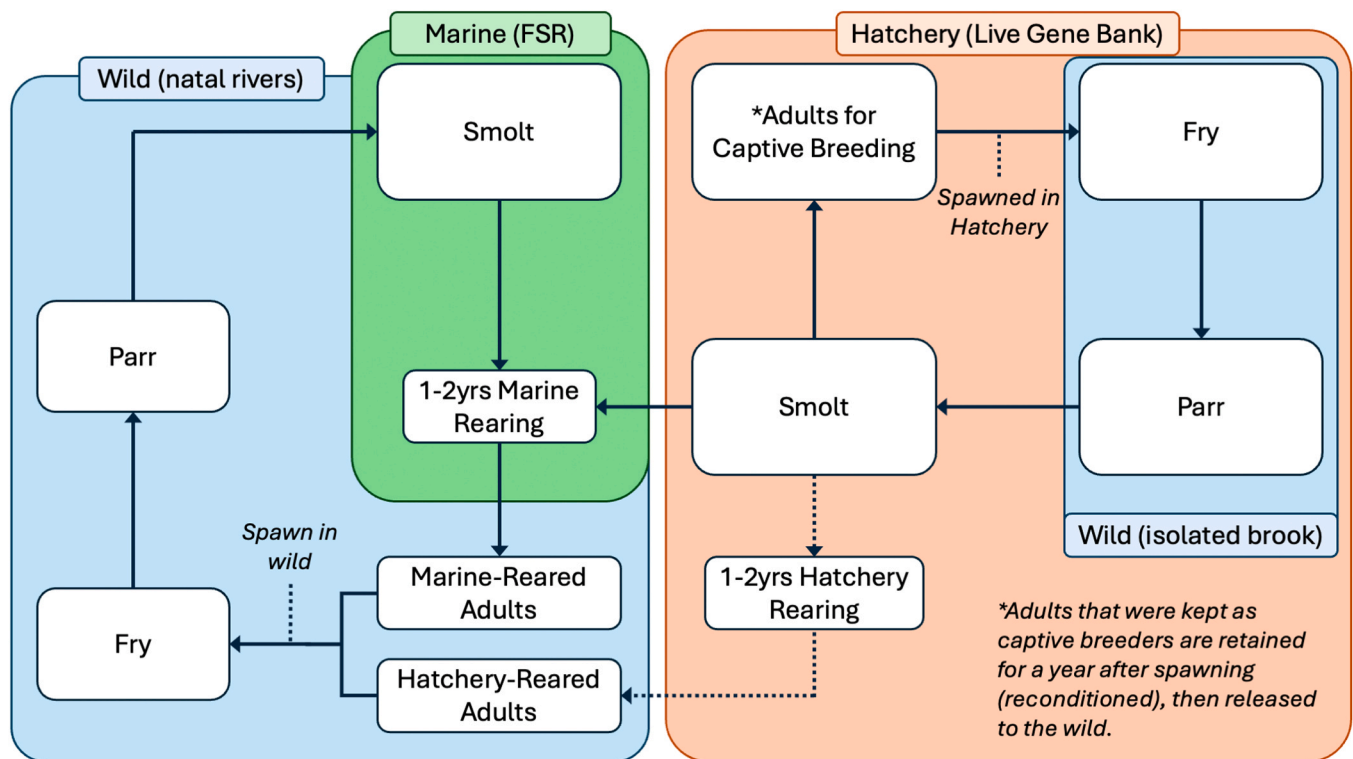 Marine (FSR)
Hatchery (Live Gene Bank)
Wild (natal rivers)
Smolt
*Adults for
Captive Breeding
Fry
Spawned in
Hatchery
Parr
1-2yrs Marine
Rearing
Smolt
Parr
Spawn in
wild
Wild (isolated brook)
Marine-Reared
Adults
1-2yrs Hatchery
Rearing
Fry
Hatchery-Reared
Adults
*Adults that were kept as
captive breeders are retained
for a year after spawning
(reconditioned), then released
to the wild.